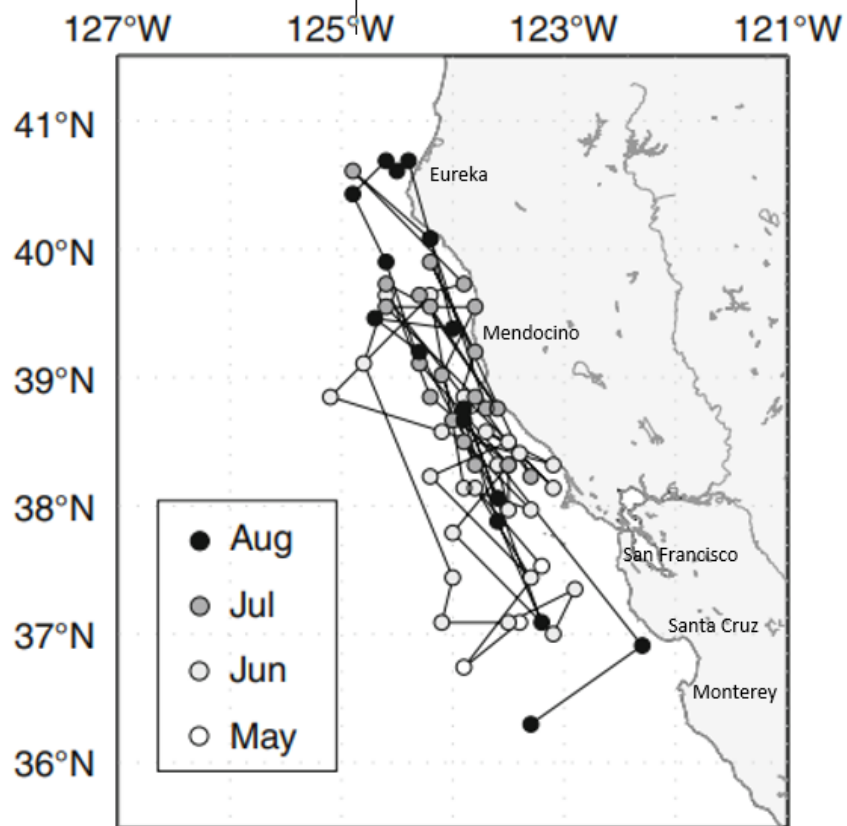 127°W 125°W 123°W 121°W
41°N
Eureka
40°N
Mendocino
39°N
38°N
Aug
San Francisco
Jul
Santa Cruz
37°N
Jun
Monterey
May
36°N